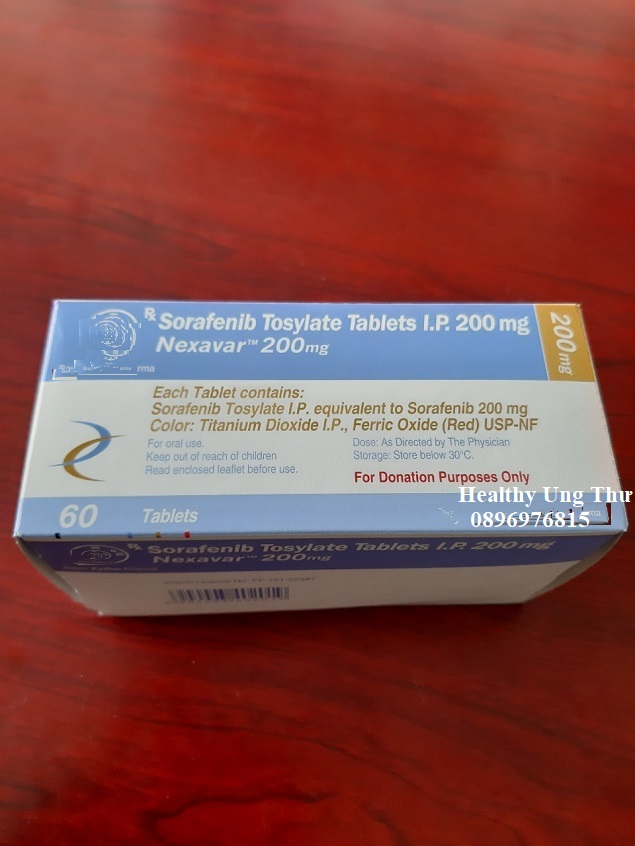 Rx Sorafenib Tosylate Tablets I.P. 200 mg
Nexavar™ 200mg
200mg
rma
Each Tablet contains:
Sorafenib Tosylate I.P. equivalent to Sorafenib 200 mg
Color: Titanium Dioxide I.P., Ferric Oxide (Red) USP-NF
For oral use.
Keep out of reach of children
Read enclosed leaflet before use.
Dose: As Directed by The Physician
Storage: Store below 30°C.
For Donation Purposes Only
Healthy Ung Thư
0896976815
60 Tablets
Rx Sorafenib Tosylate Tablets I.P. 200 mg
Nexavar™ 200mg